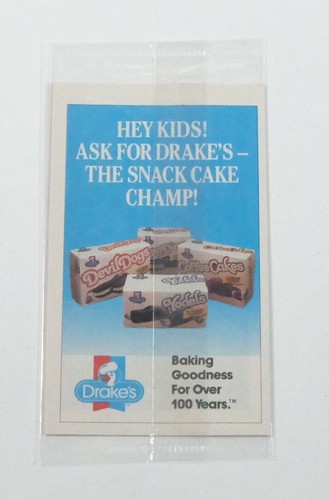 HEY KIDS!
ASK FOR DRAKE'S –
THE SNACK CAKE
CHAMP!
Devil Dogs
Coffee Cakes
Yodels
Yodels
Drake's
Baking
Goodness
For Over
100 Years.™